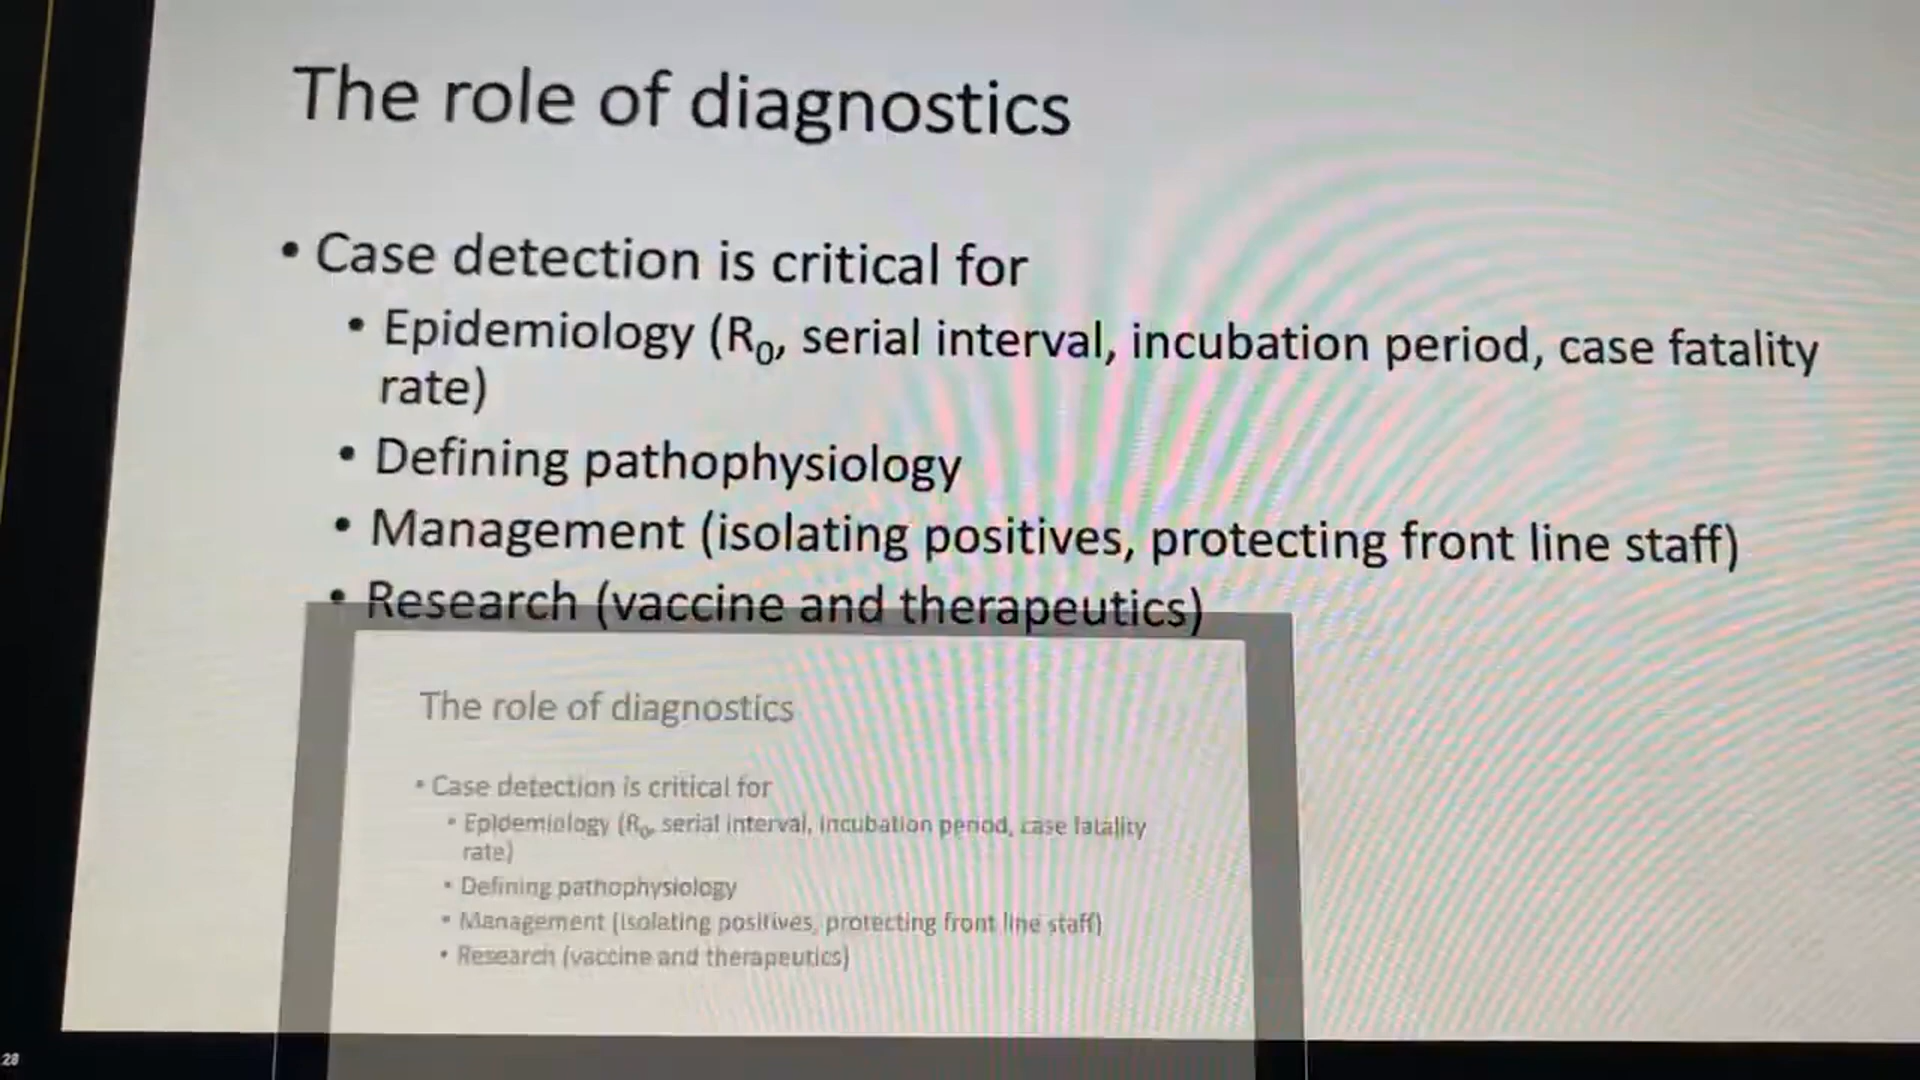 The role of diagnostics
• Case detection is critical for
• Epidemiology (R₀, serial interval, incubation period, case fatality
rate)
• Defining pathophysiology
• Management (isolating positives, protecting front line staff)
• Research (vaccine and therapeutics)
The role of diagnostics
• Case detection is critical for
• Epidemiology (R₀, serial interval, incubation period, case fatality
rate)
• Defining pathophysiology
• Management (isolating positives, protecting front line staff)
• Research (vaccine and therapeutics)
28